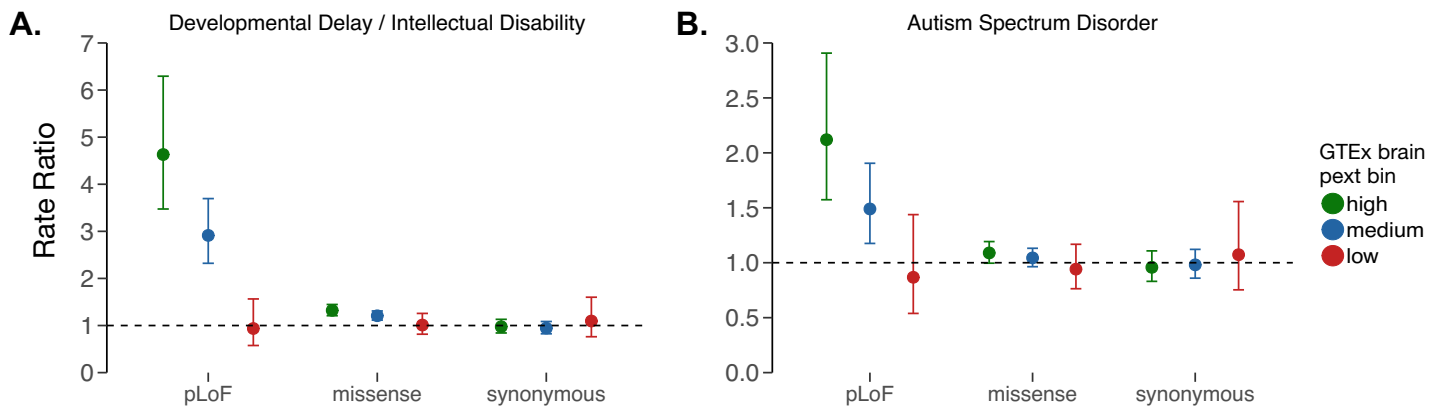 A.
Developmental Delay / Intellectual Disability
Rate Ratio
7
6
5
4
3
2
1
0
pLoF
missense
synonymous
B.
Autism Spectrum Disorder
3.0
2.5
2.0
1.5
1.0
0.5
0.0
pLoF
missense
synonymous
GTEx brain
pext bin
high
medium
low